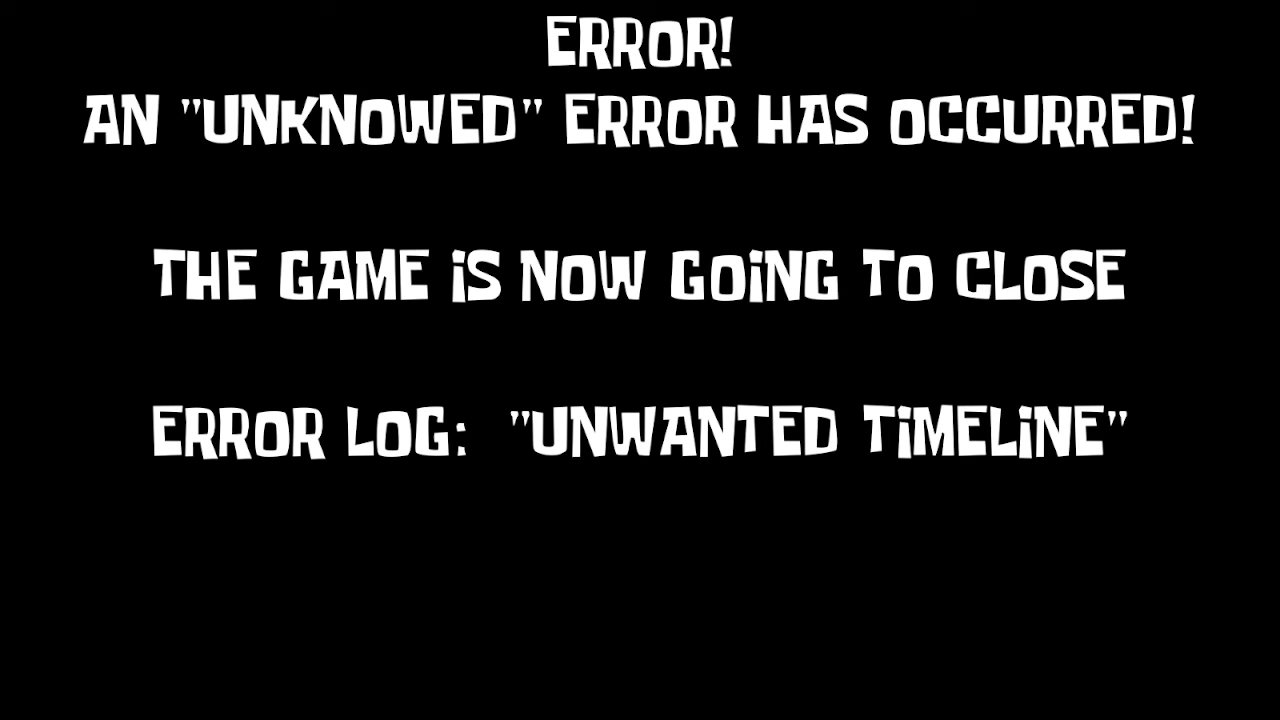 ERROR!
AN "UNKNOWED" ERROR HAS OCCURRED!
THE GAME iS NOW GOiNG TO CLOSE
ERROR LOG: "UNWANTED TiMELiNE"